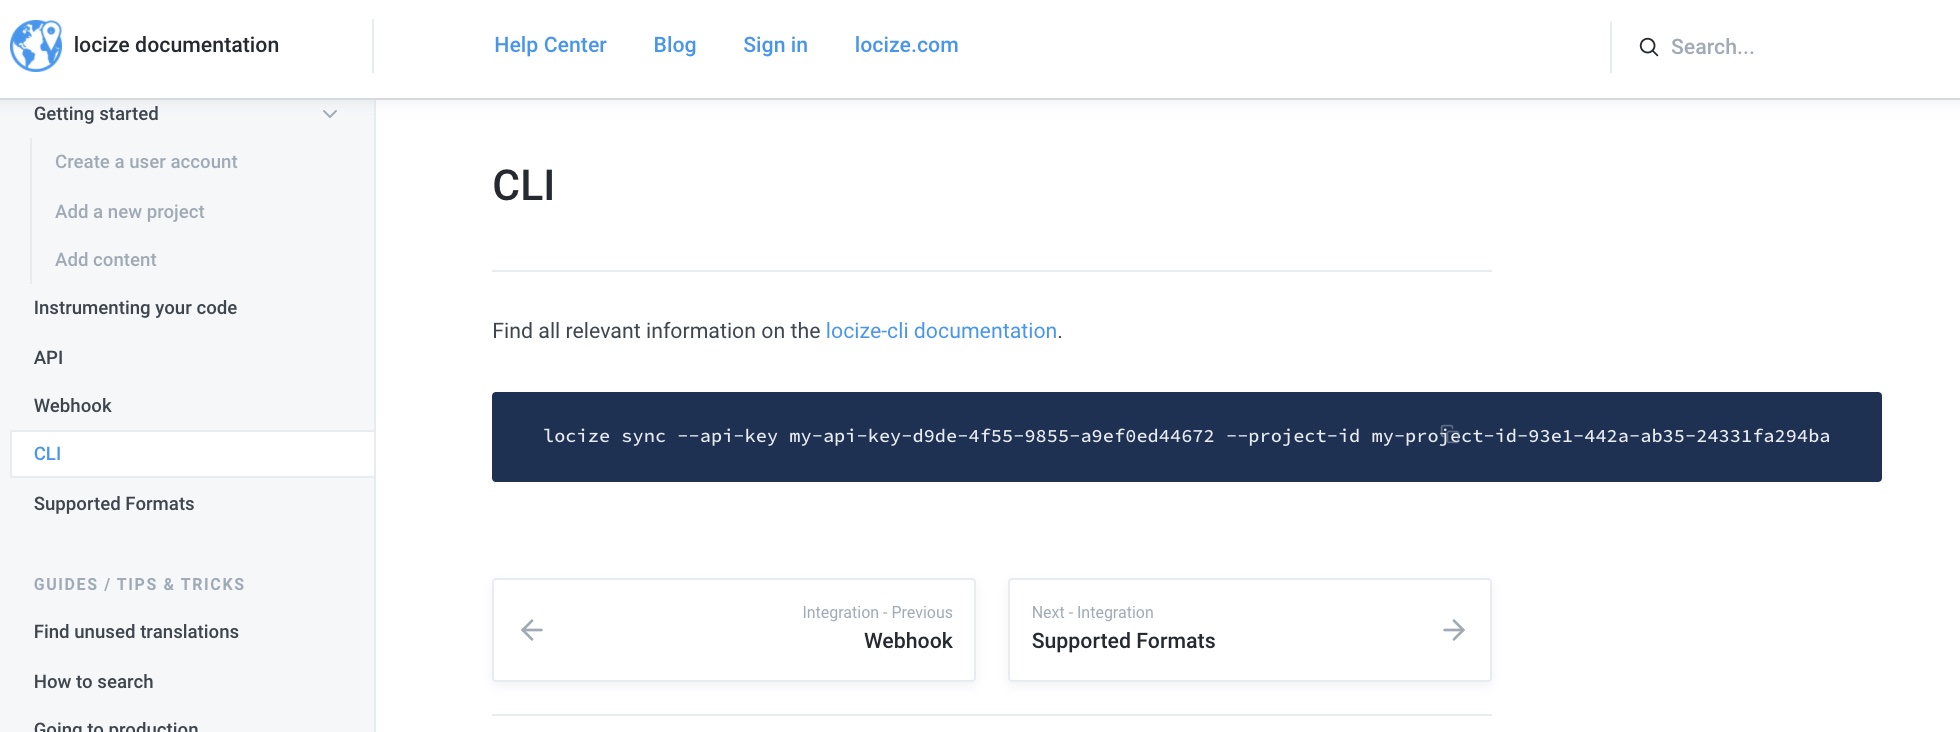 locize documentation
Help Center
Blog
Sign in
locize.com
Search...
Getting started
Create a user account
Add a new project
Add content
Instrumenting your code
API
Webhook
CLI
Supported Formats
GUIDES / TIPS & TRICKS
Find unused translations
How to search
Going to production
CLI
Find all relevant information on the locize-cli documentation.
locize sync --api-key my-api-key-d9de-4f55-9855-a9ef0ed44672 --project-id my-project-id-93e1-442a-ab35-24331fa294ba
Integration - Previous
Webhook
Next - Integration
Supported Formats